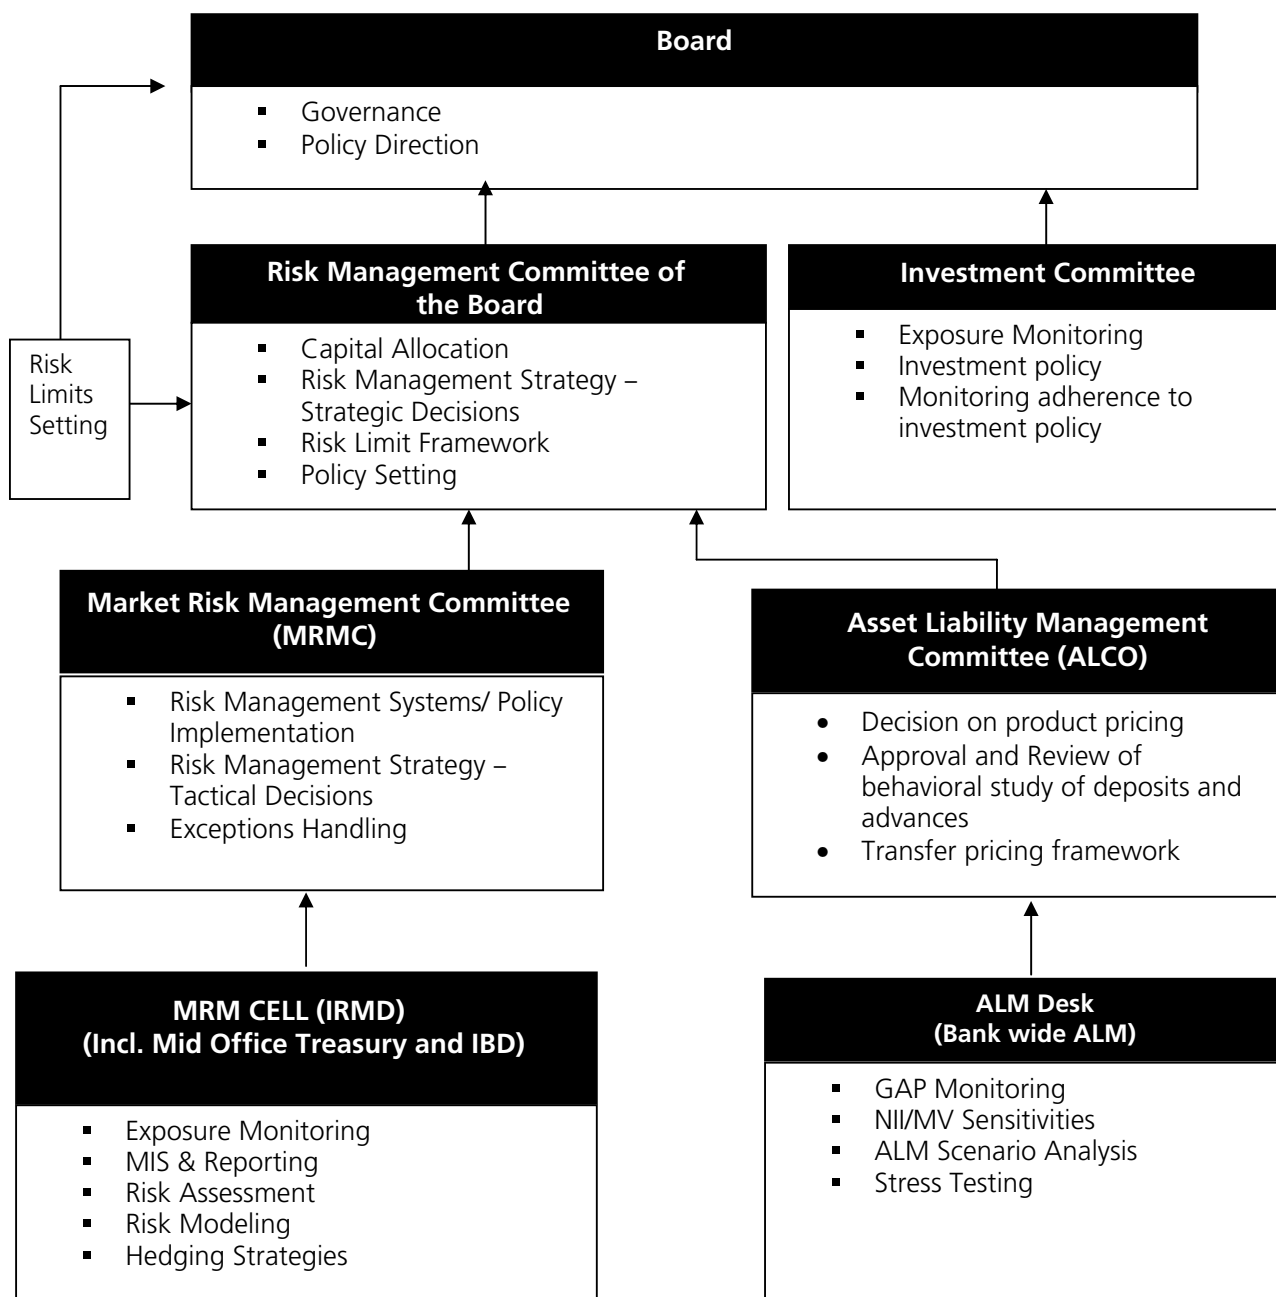 Board
▪ Governance
▪ Policy Direction
Risk Management Committee of
the Board
▪ Capital Allocation
▪ Risk Management Strategy –
Strategic Decisions
▪ Risk Limit Framework
▪ Policy Setting
Investment Committee
▪ Exposure Monitoring
▪ Investment policy
▪ Monitoring adherence to
investment policy
Risk
Limits
Setting
Market Risk Management Committee
(MRMC)
▪ Risk Management Systems/ Policy
Implementation
▪ Risk Management Strategy –
Tactical Decisions
▪ Exceptions Handling
Asset Liability Management
Committee (ALCO)
● Decision on product pricing
● Approval and Review of
behavioral study of deposits and
advances
● Transfer pricing framework
MRM CELL (IRMD)
(Incl. Mid Office Treasury and IBD)
▪ Exposure Monitoring
▪ MIS & Reporting
▪ Risk Assessment
▪ Risk Modeling
▪ Hedging Strategies
ALM Desk
(Bank wide ALM)
▪ GAP Monitoring
▪ NII/MV Sensitivities
▪ ALM Scenario Analysis
▪ Stress Testing